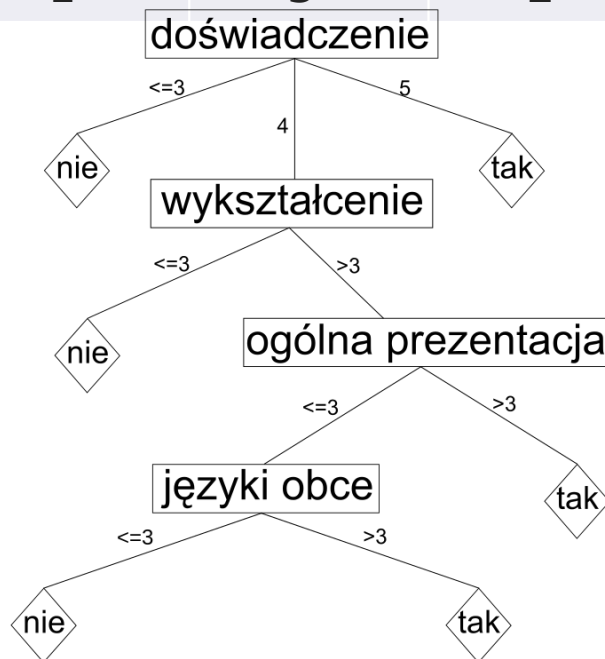 doświadczenie
<=3
4
5
nie
tak
wykształcenie
<=3
>3
nie
ogólna prezentacja
<=3
>3
języki obce
tak
<=3
>3
nie
tak